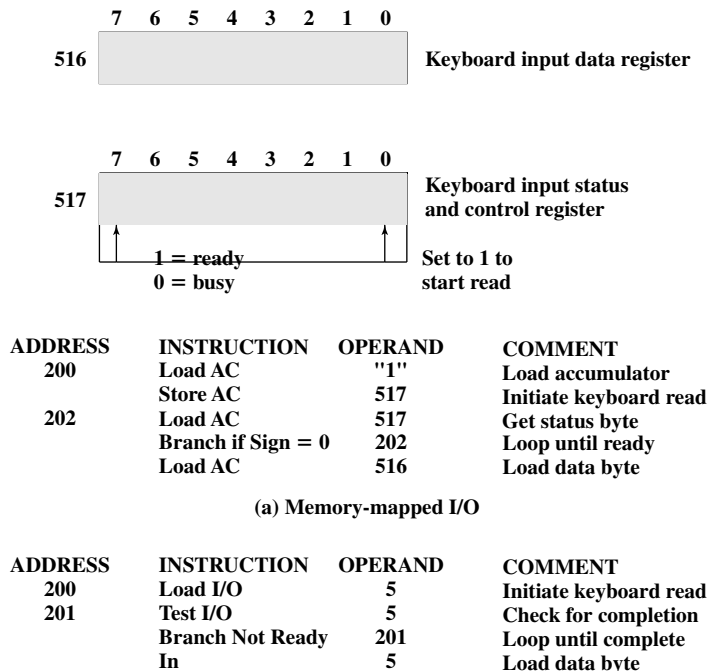 7 6 5 4 3 2 1 0
516 Keyboard input data register
7 6 5 4 3 2 1 0
517 Keyboard input status
and control register
1 = ready Set to 1 to
0 = busy start read
ADDRESS INSTRUCTION OPERAND COMMENT
200 Load AC "1" Load accumulator
Store AC 517 Initiate keyboard read
202 Load AC 517 Get status byte
Branch if Sign = 0 202 Loop until ready
Load AC 516 Load data byte
(a) Memory-mapped I/O
ADDRESS INSTRUCTION OPERAND COMMENT
200 Load I/O 5 Initiate keyboard read
201 Test I/O 5 Check for completion
Branch Not Ready 201 Loop until complete
In 5 Load data byte